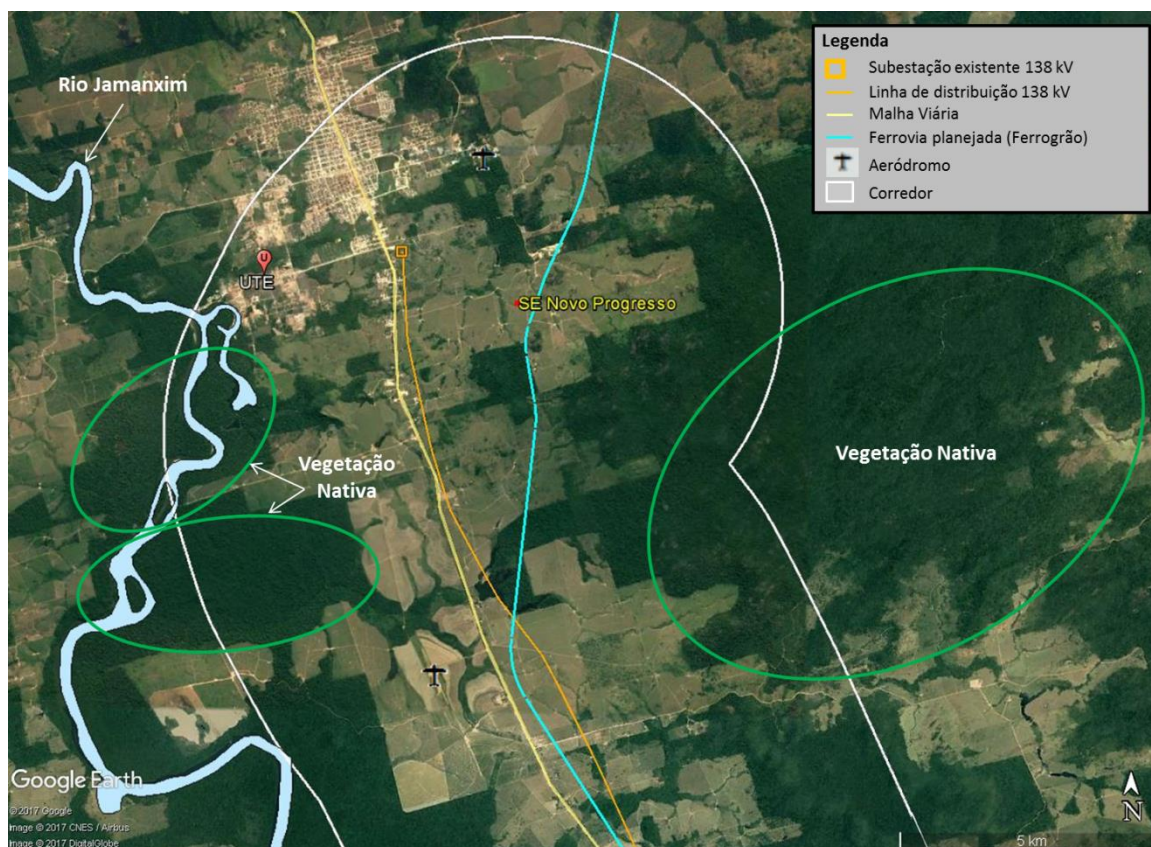 Legenda
Subestação existente 138 kV
Linha de distribuição 138 kV
Malha Viária
Ferrovia planejada (Ferrogrão)
Aeródromo
Corredor
Rio Jamanxim
U
UTE
SE Novo Progresso
Vegetação
Nativa
Vegetação Nativa
Google Earth
©2017 Google
Image © 2017 CNES / Airbus
Image © 2017 DigitalGlobe
N
5 km